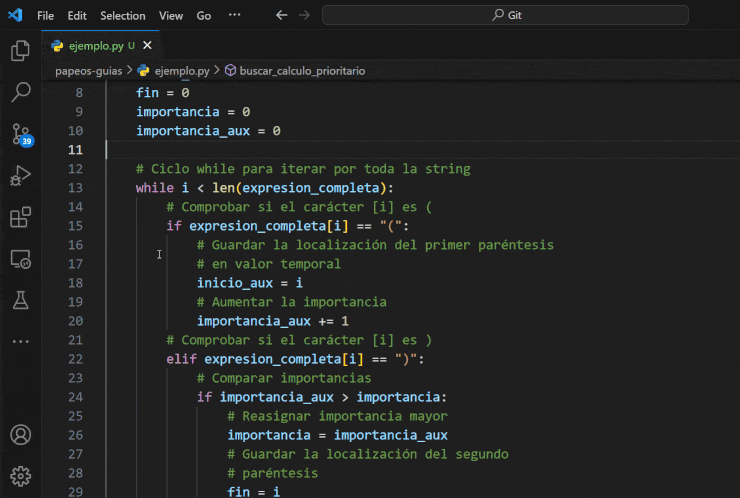 File Edit Selection View Go ··· Git
ejemplo.py U
papeos-guias > ejemplo.py > buscar_calculo_prioritario
39
8 fin = 0
9 importancia = 0
10 importancia_aux = 0
11
12 # Ciclo while para iterar por toda la string
13 while i < len(expresion_completa):
14 # Comprobar si el carácter [i] es (
15 if expresion_completa[i] == "(":
16 # Guardar la localización del primer paréntesis
17 # en valor temporal
18 inicio_aux = i
19 # Aumentar la importancia
20 importancia_aux += 1
21 # Comprobar si el carácter [i] es )
22 elif expresion_completa[i] == ")":
23 # Comparar importancias
24 if importancia_aux > importancia:
25 # Reasignar importancia mayor
26 importancia = importancia_aux
27 # Guardar la localización del segundo
28 # paréntesis
29 fin = i